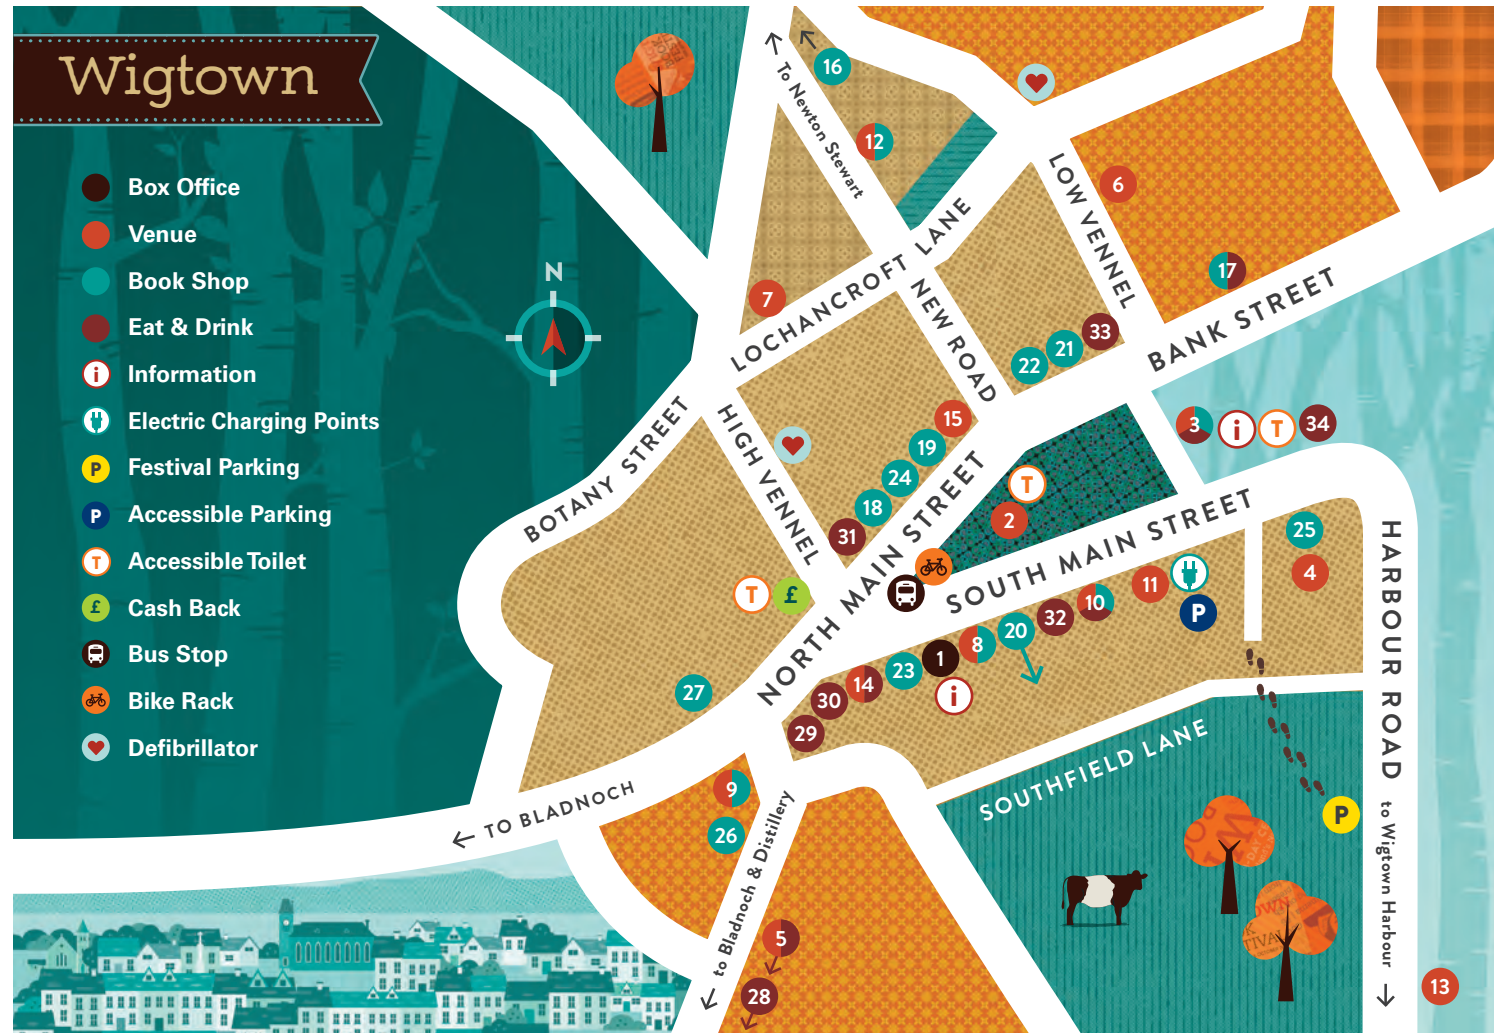 Wigtown
Box Office
Venue
Book Shop
Eat & Drink
i Information
Electric Charging Points
P Festival Parking
P Accessible Parking
T Accessible Toilet
£ Cash Back
Bus Stop
Bike Rack
Defibrillator
N
To Newton Stewart
16
12
LOW VENNEL
6
17
7
LOCHANCROFT LANE
NEW ROAD
33
21
22
BANK STREET
BOTANY STREET
HIGH VENNEL
15
19
24
18
31
3
i
T
34
T
2
NORTH MAIN STREET
SOUTH MAIN STREET
25
4
11
P
10
32
20
8
1
i
23
14
30
29
T
£
27
HARBOUR ROAD
to Wigtown Harbour
13
SOUTHFIELD LANE
P
TO BLADNOCH
9
26
to Bladnoch & Distillery
5
28